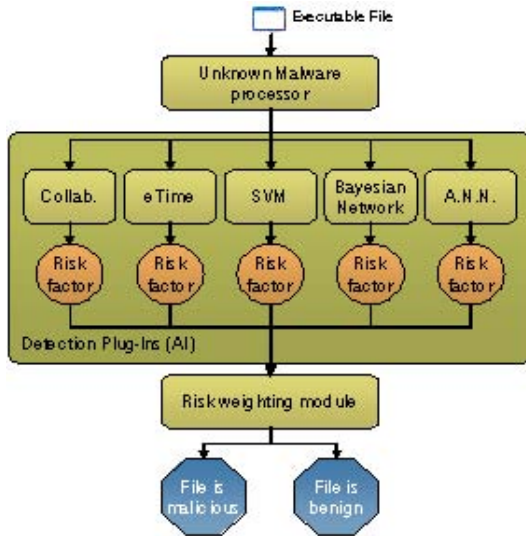 Executable File
Unknown Malware
processor
Collab.
eTime
SVM
Bayesian
Network
A.N.N.
Risk
factor
Risk
factor
Risk
factor
Risk
factor
Risk
factor
Detection Plug-Ins (AI)
Risk weighting module
File is
malicious
File is
benign